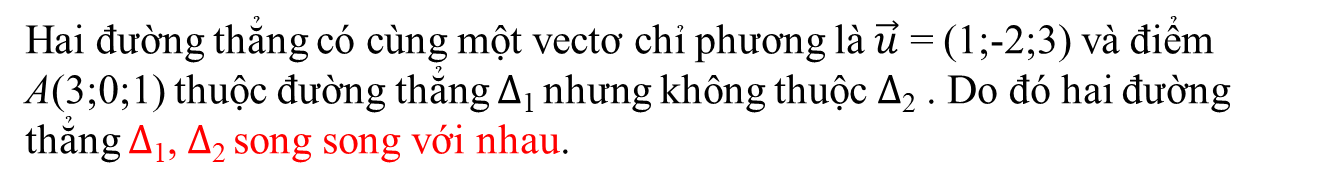 Hai đường thẳng có cùng một vectơ chỉ phương là u⃗ = (1;-2;3) và điểm
A(3;0;1) thuộc đường thẳng Δ₁ nhưng không thuộc Δ₂ . Do đó hai đường
thẳng Δ₁, Δ₂ song song với nhau.